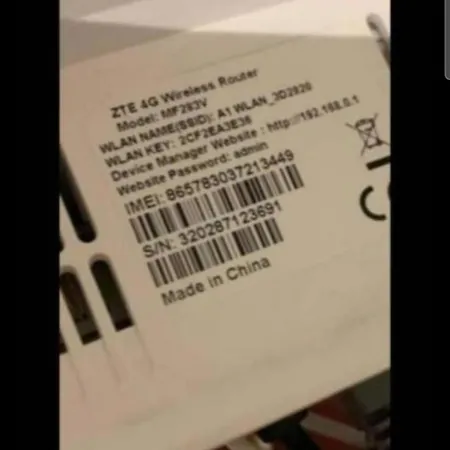 ZTE 4G Wireless Router
Model: MF283V
WLAN NAME(SSID): A1 WLAN_3D2920
WLAN KEY: 2CF2EA3E38
Device Manager Website : http://192.168.0.1
Website Password: admin
IMEI: 865783037213449
S/N: 320287123691
Made in China
CE